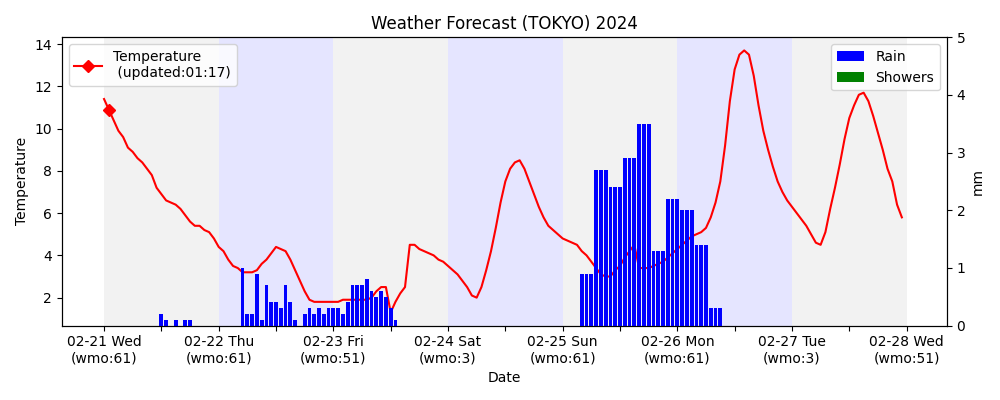 Weather Forecast (TOKYO) 2024
Temperature
(updated:01:17)
Rain
Showers
14
12
10
8
6
4
2
Temperature
5
4
3
2
1
0
mm
02-21 Wed
(wmo:61)
02-22 Thu
(wmo:61)
02-23 Fri
(wmo:51)
02-24 Sat
(wmo:3)
02-25 Sun
(wmo:61)
02-26 Mon
(wmo:61)
02-27 Tue
(wmo:3)
02-28 Wed
(wmo:51)
Date